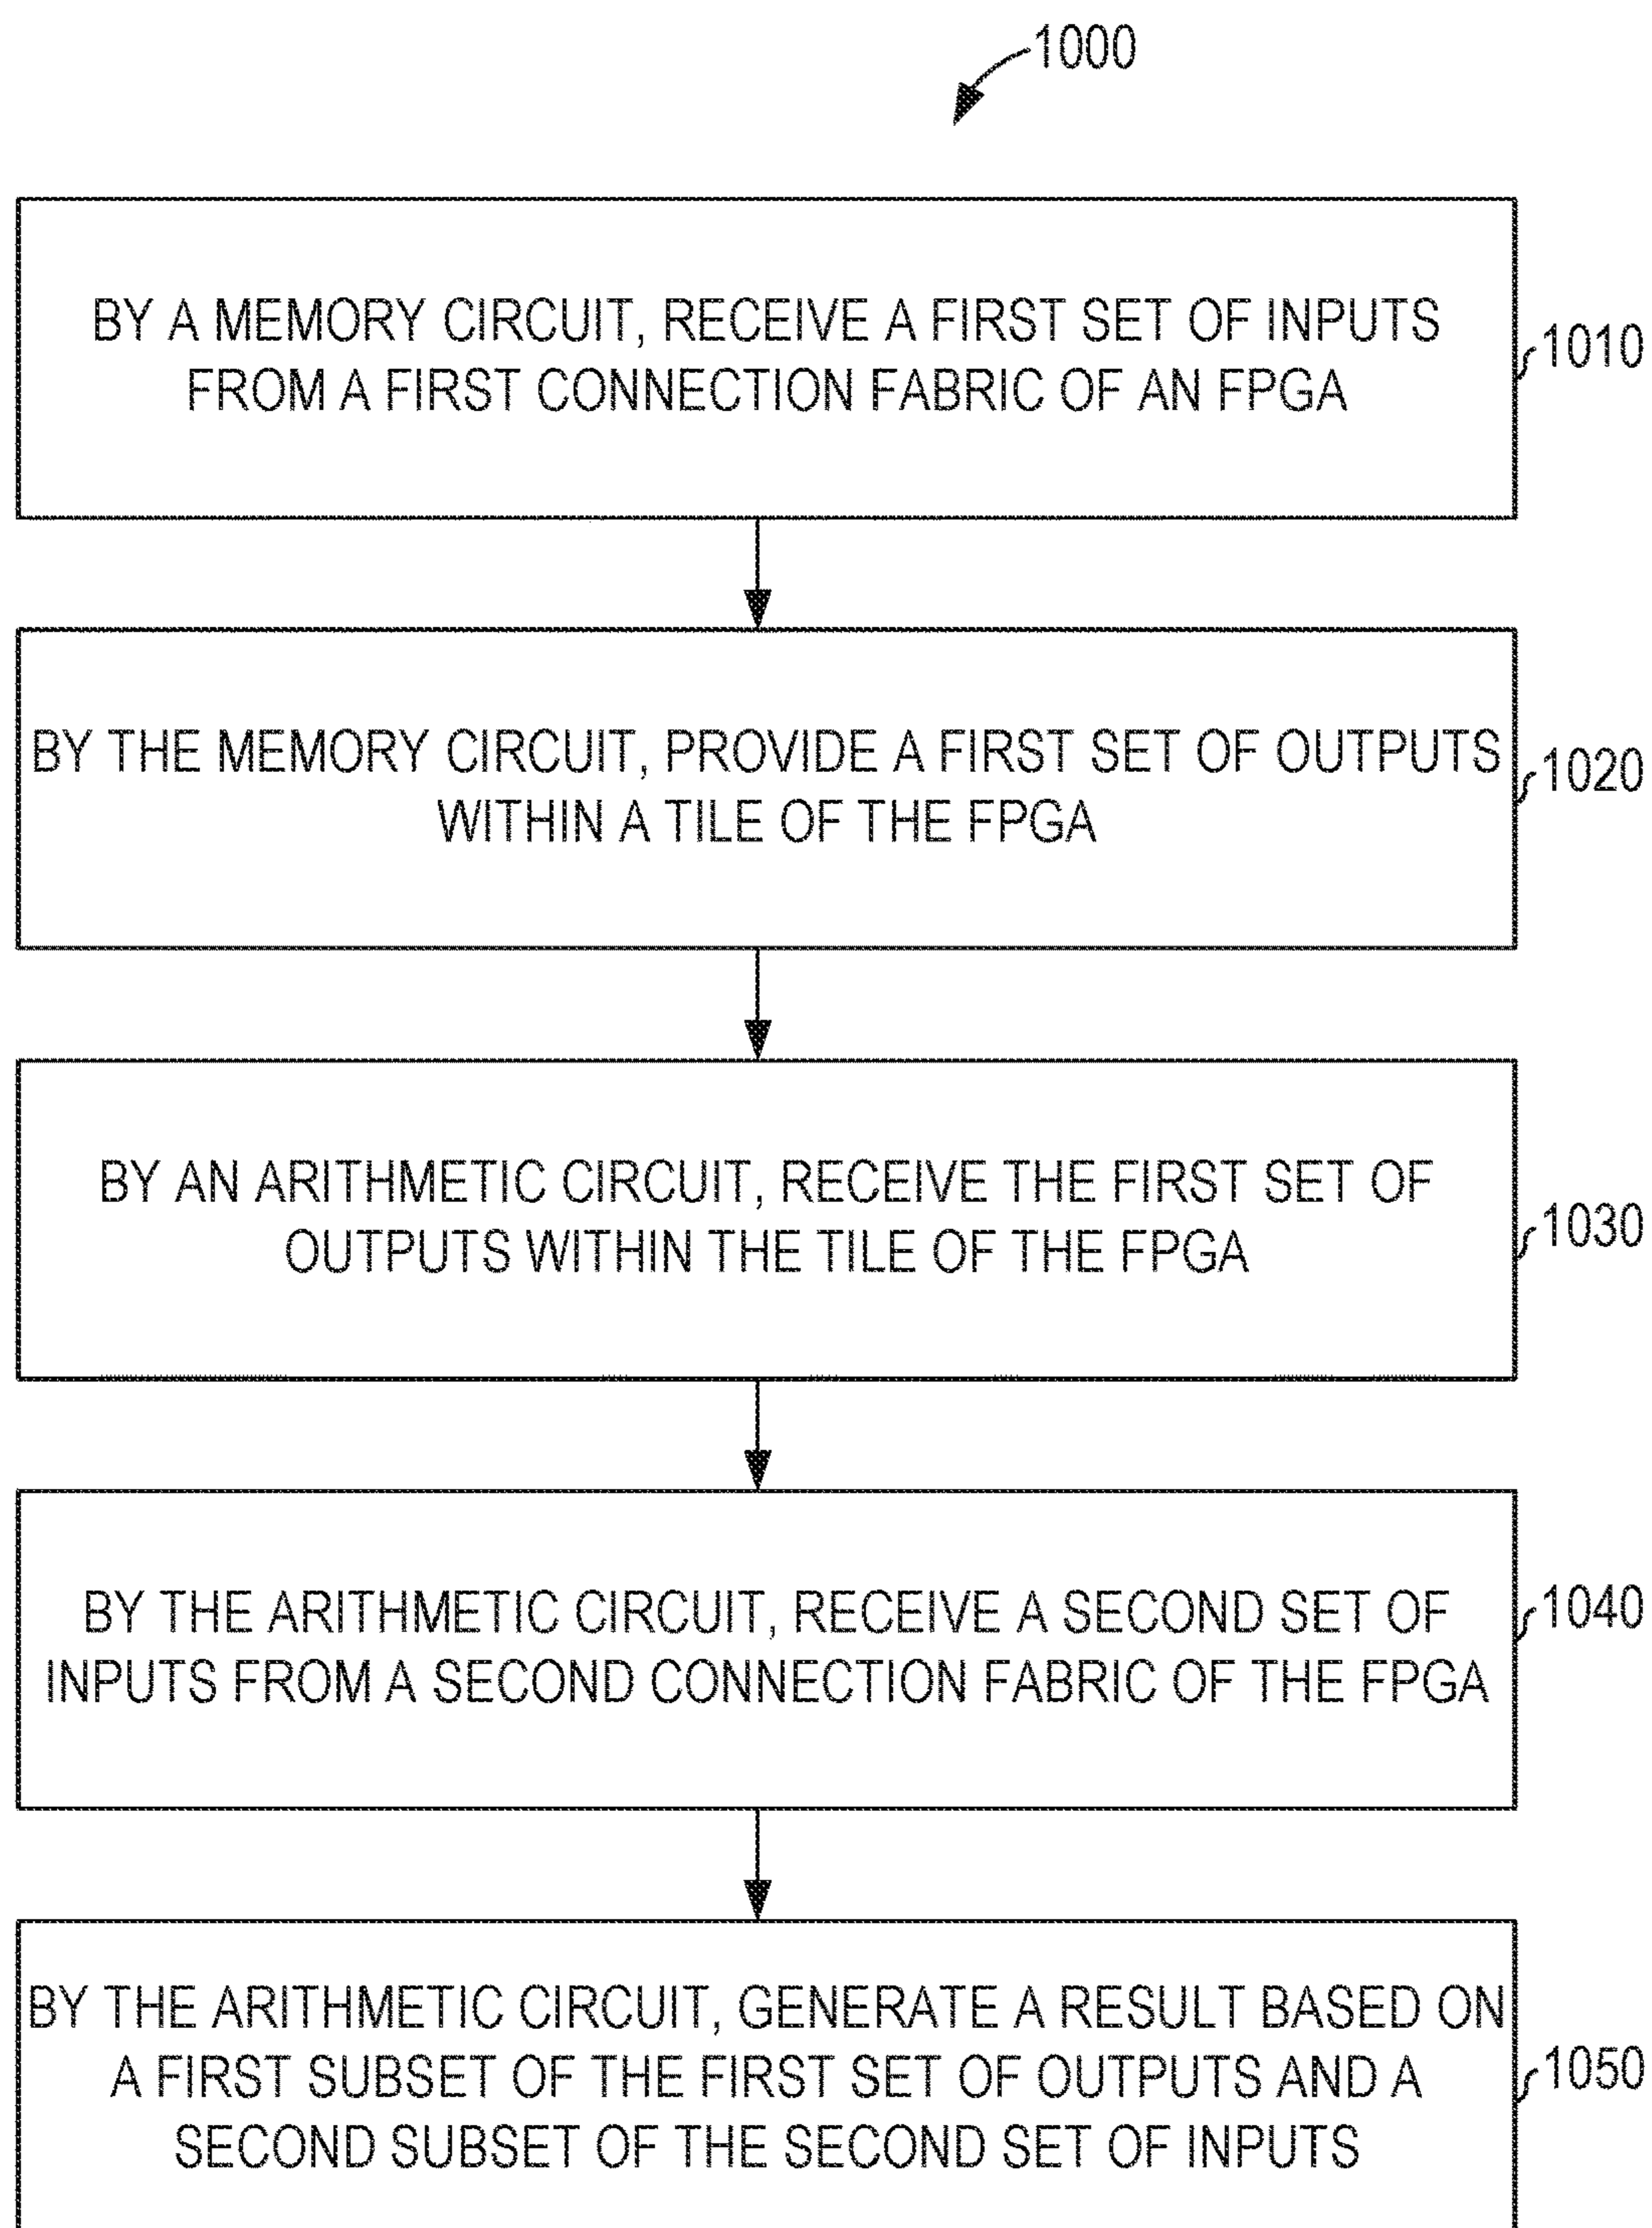 1000
BY A MEMORY CIRCUIT, RECEIVE A FIRST SET OF INPUTS
FROM A FIRST CONNECTION FABRIC OF AN FPGA
1010
BY THE MEMORY CIRCUIT, PROVIDE A FIRST SET OF OUTPUTS
WITHIN A TILE OF THE FPGA
1020
BY AN ARITHMETIC CIRCUIT, RECEIVE THE FIRST SET OF
OUTPUTS WITHIN THE TILE OF THE FPGA
1030
BY THE ARITHMETIC CIRCUIT, RECEIVE A SECOND SET OF
INPUTS FROM A SECOND CONNECTION FABRIC OF THE FPGA
1040
BY THE ARITHMETIC CIRCUIT, GENERATE A RESULT BASED ON
A FIRST SUBSET OF THE FIRST SET OF OUTPUTS AND A
SECOND SUBSET OF THE SECOND SET OF INPUTS
1050